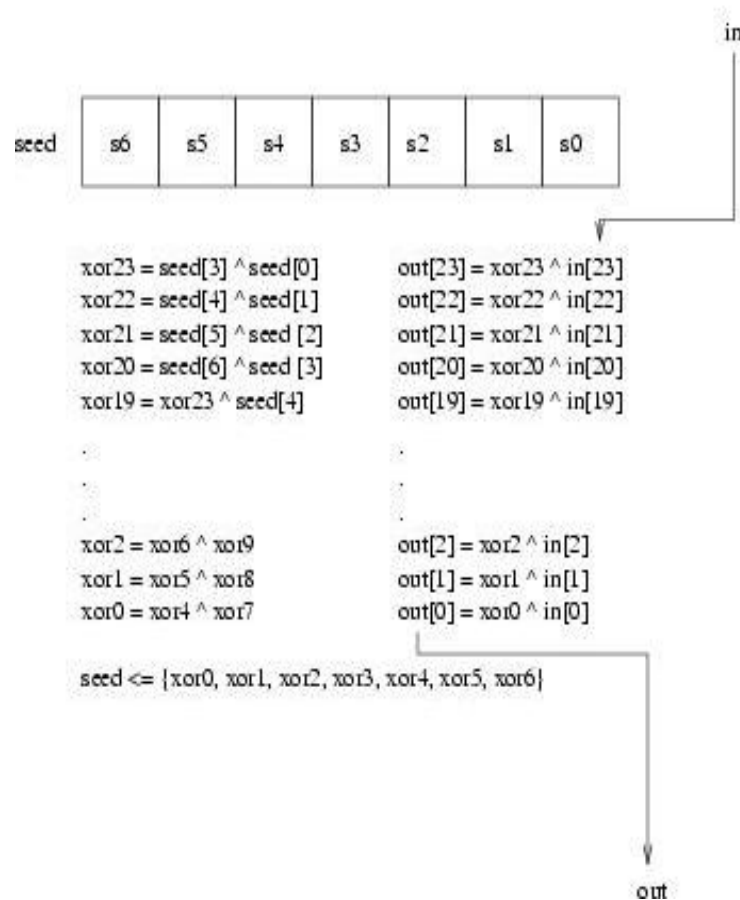 in
seed s6 s5 s4 s3 s2 s1 s0
xor23 = seed[3] ^ seed[0] out[23] = xor23 ^ in[23]
xor22 = seed[4] ^ seed[1] out[22] = xor22 ^ in[22]
xor21 = seed[5] ^ seed [2] out[21] = xor21 ^ in[21]
xor20 = seed[6] ^ seed [3] out[20] = xor20 ^ in[20]
xor19 = xor23 ^ seed[4] out[19] = xor19 ^ in[19]
. .
. .
. .
xor2 = xor6 ^ xor9 out[2] = xor2 ^ in[2]
xor1 = xor5 ^ xor8 out[1] = xor1 ^ in[1]
xor0 = xor4 ^ xor7 out[0] = xor0 ^ in[0]
seed <= {xor0, xor1, xor2, xor3, xor4, xor5, xor6}
out